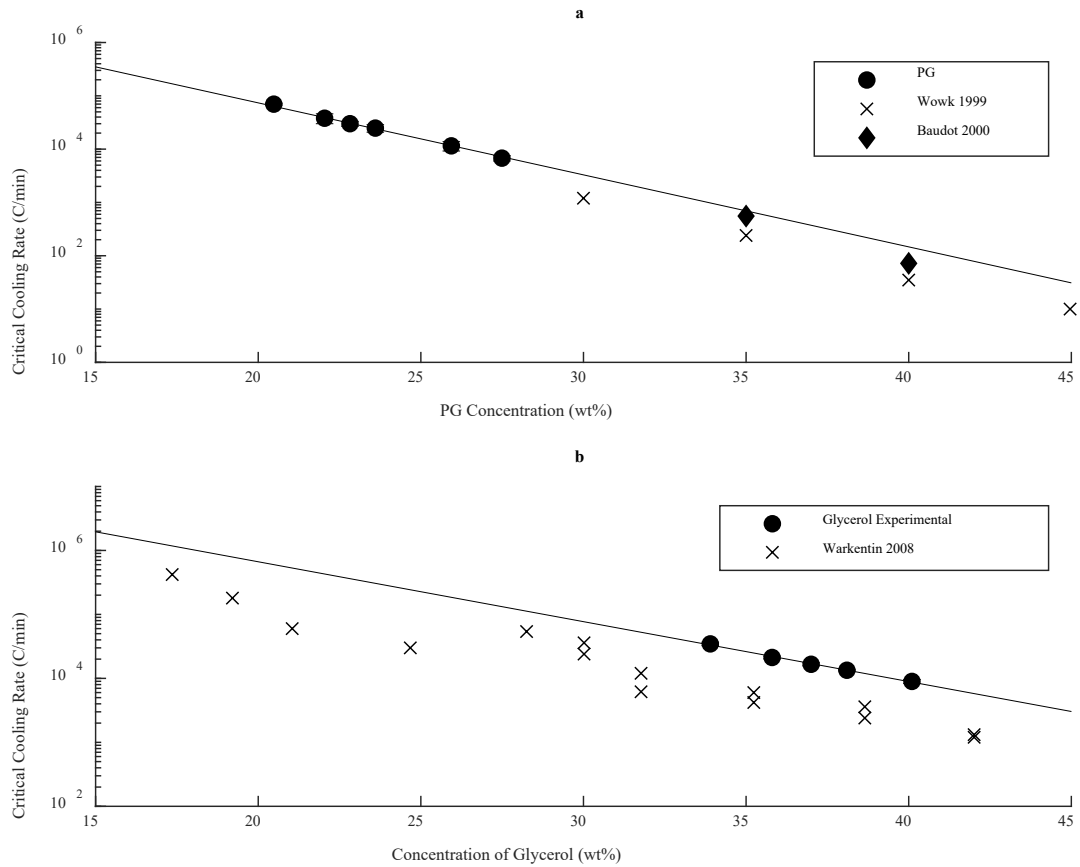 a
10 6
10 4
10 2
10 0
Critical Cooling Rate (C/min)
PG
Wowk 1999
Baudot 2000
15 20 25 30 35 40 45
PG Concentration (wt%)
b
10 6
10 4
10 2
Critical Cooling Rate (C/min)
Glycerol Experimental
Warkentin 2008
15 20 25 30 35 40 45
Concentration of Glycerol (wt%)